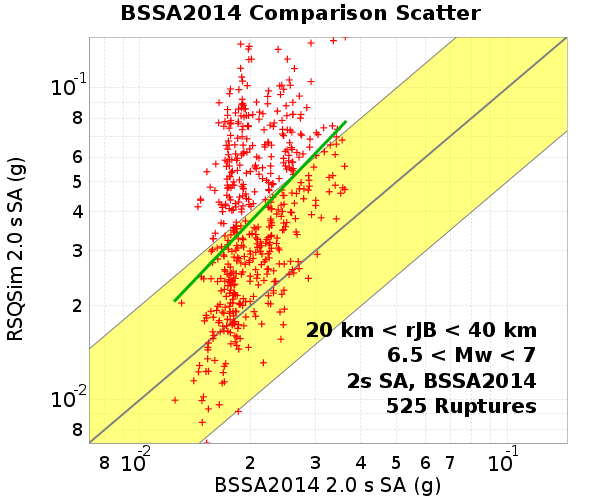 BSSA2014 Comparison Scatter
RSQSim 2.0 s SA (g)
10⁻¹
8
6
5
4
3
2
10⁻²
8
20 km < rJB < 40 km
6.5 < Mw < 7
2s SA, BSSA2014
525 Ruptures
8 10⁻² 2 3 4 5 6 7 10⁻¹
BSSA2014 2.0 s SA (g)